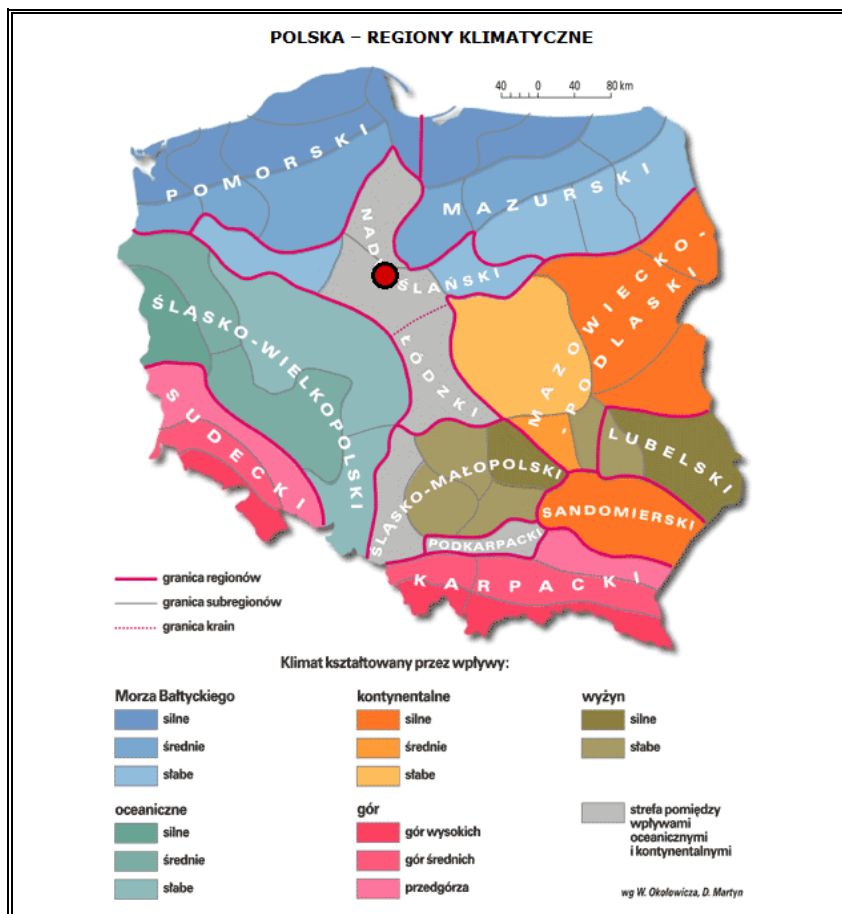 POLSKA – REGIONY KLIMATYCZNE
40 0 40 80 km
POMORSKI
MAZURSKI
NADWIŚLAŃSKI
MAZOWIECKO-
-PODLASKI
ŚLĄSKO-WIELKOPOLSKI
ŁÓDZKI
SUDECKI
LUBELSKI
ŚLĄSKO-MAŁOPOLSKI
SANDOMIERSKI
PODKARPACKI
KARPACKI
granica regionów
granica subregionów
granica krain
Klimat kształtowany przez wpływy:
Morza Bałtyckiego
silne
średnie
słabe
kontynentalne
silne
średnie
słabe
wyżyn
silne
słabe
oceaniczne
silne
średnie
słabe
gór
gór wysokich
gór średnich
przedgórza
strefa pomiędzy
wpływami
oceanicznymi
i kontynentalnymi
wg W. Okołowicza, D. Martyn